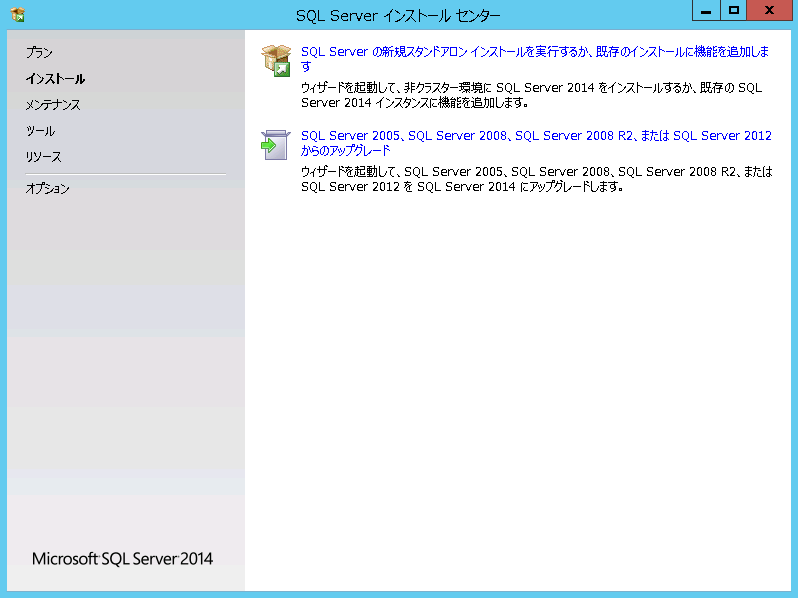 SQL Server インストール センター
プラン
インストール
メンテナンス
ツール
リソース
オプション
SQL Server の新規スタンドアロン インストールを実行するか、既存のインストールに機能を追加しま
す
ウィザードを起動して、非クラスター環境に SQL Server 2014 をインストールするか、既存の SQL
Server 2014 インスタンスに機能を追加します。
SQL Server 2005、SQL Server 2008、SQL Server 2008 R2、または SQL Server 2012
からのアップグレード
ウィザードを起動して、SQL Server 2005、SQL Server 2008、SQL Server 2008 R2、または
SQL Server 2012 を SQL Server 2014 にアップグレードします。
Microsoft SQL Server 2014